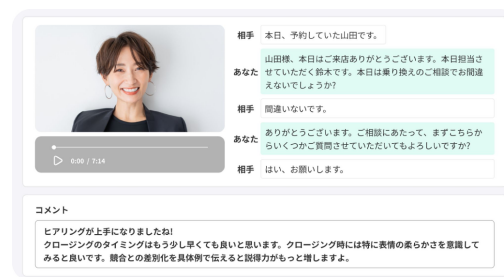 相手 本日、予約していた山田です。
山田様、本日はご来店ありがとうございます。本日担当さ
あなた せていただく鈴木です。本日は乗り換えのご相談でお間違
えないでしょうか?
相手 間違いないです。
ありがとうございます。ご相談にあたって、まずこちらか
あなた らいくつかご質問させていただいてもよろしいですか?
相手 はい、お願いします。
0:00 / 7:14
コメント
ヒアリングが上手になりましたね!
クロージングのタイミングはもう少し早くても良いと思います。クロージング時には特に表情の柔らかさを意識して
みると良いです。競合との差別化を具体例で伝えると説得力がもっと増しますよ。